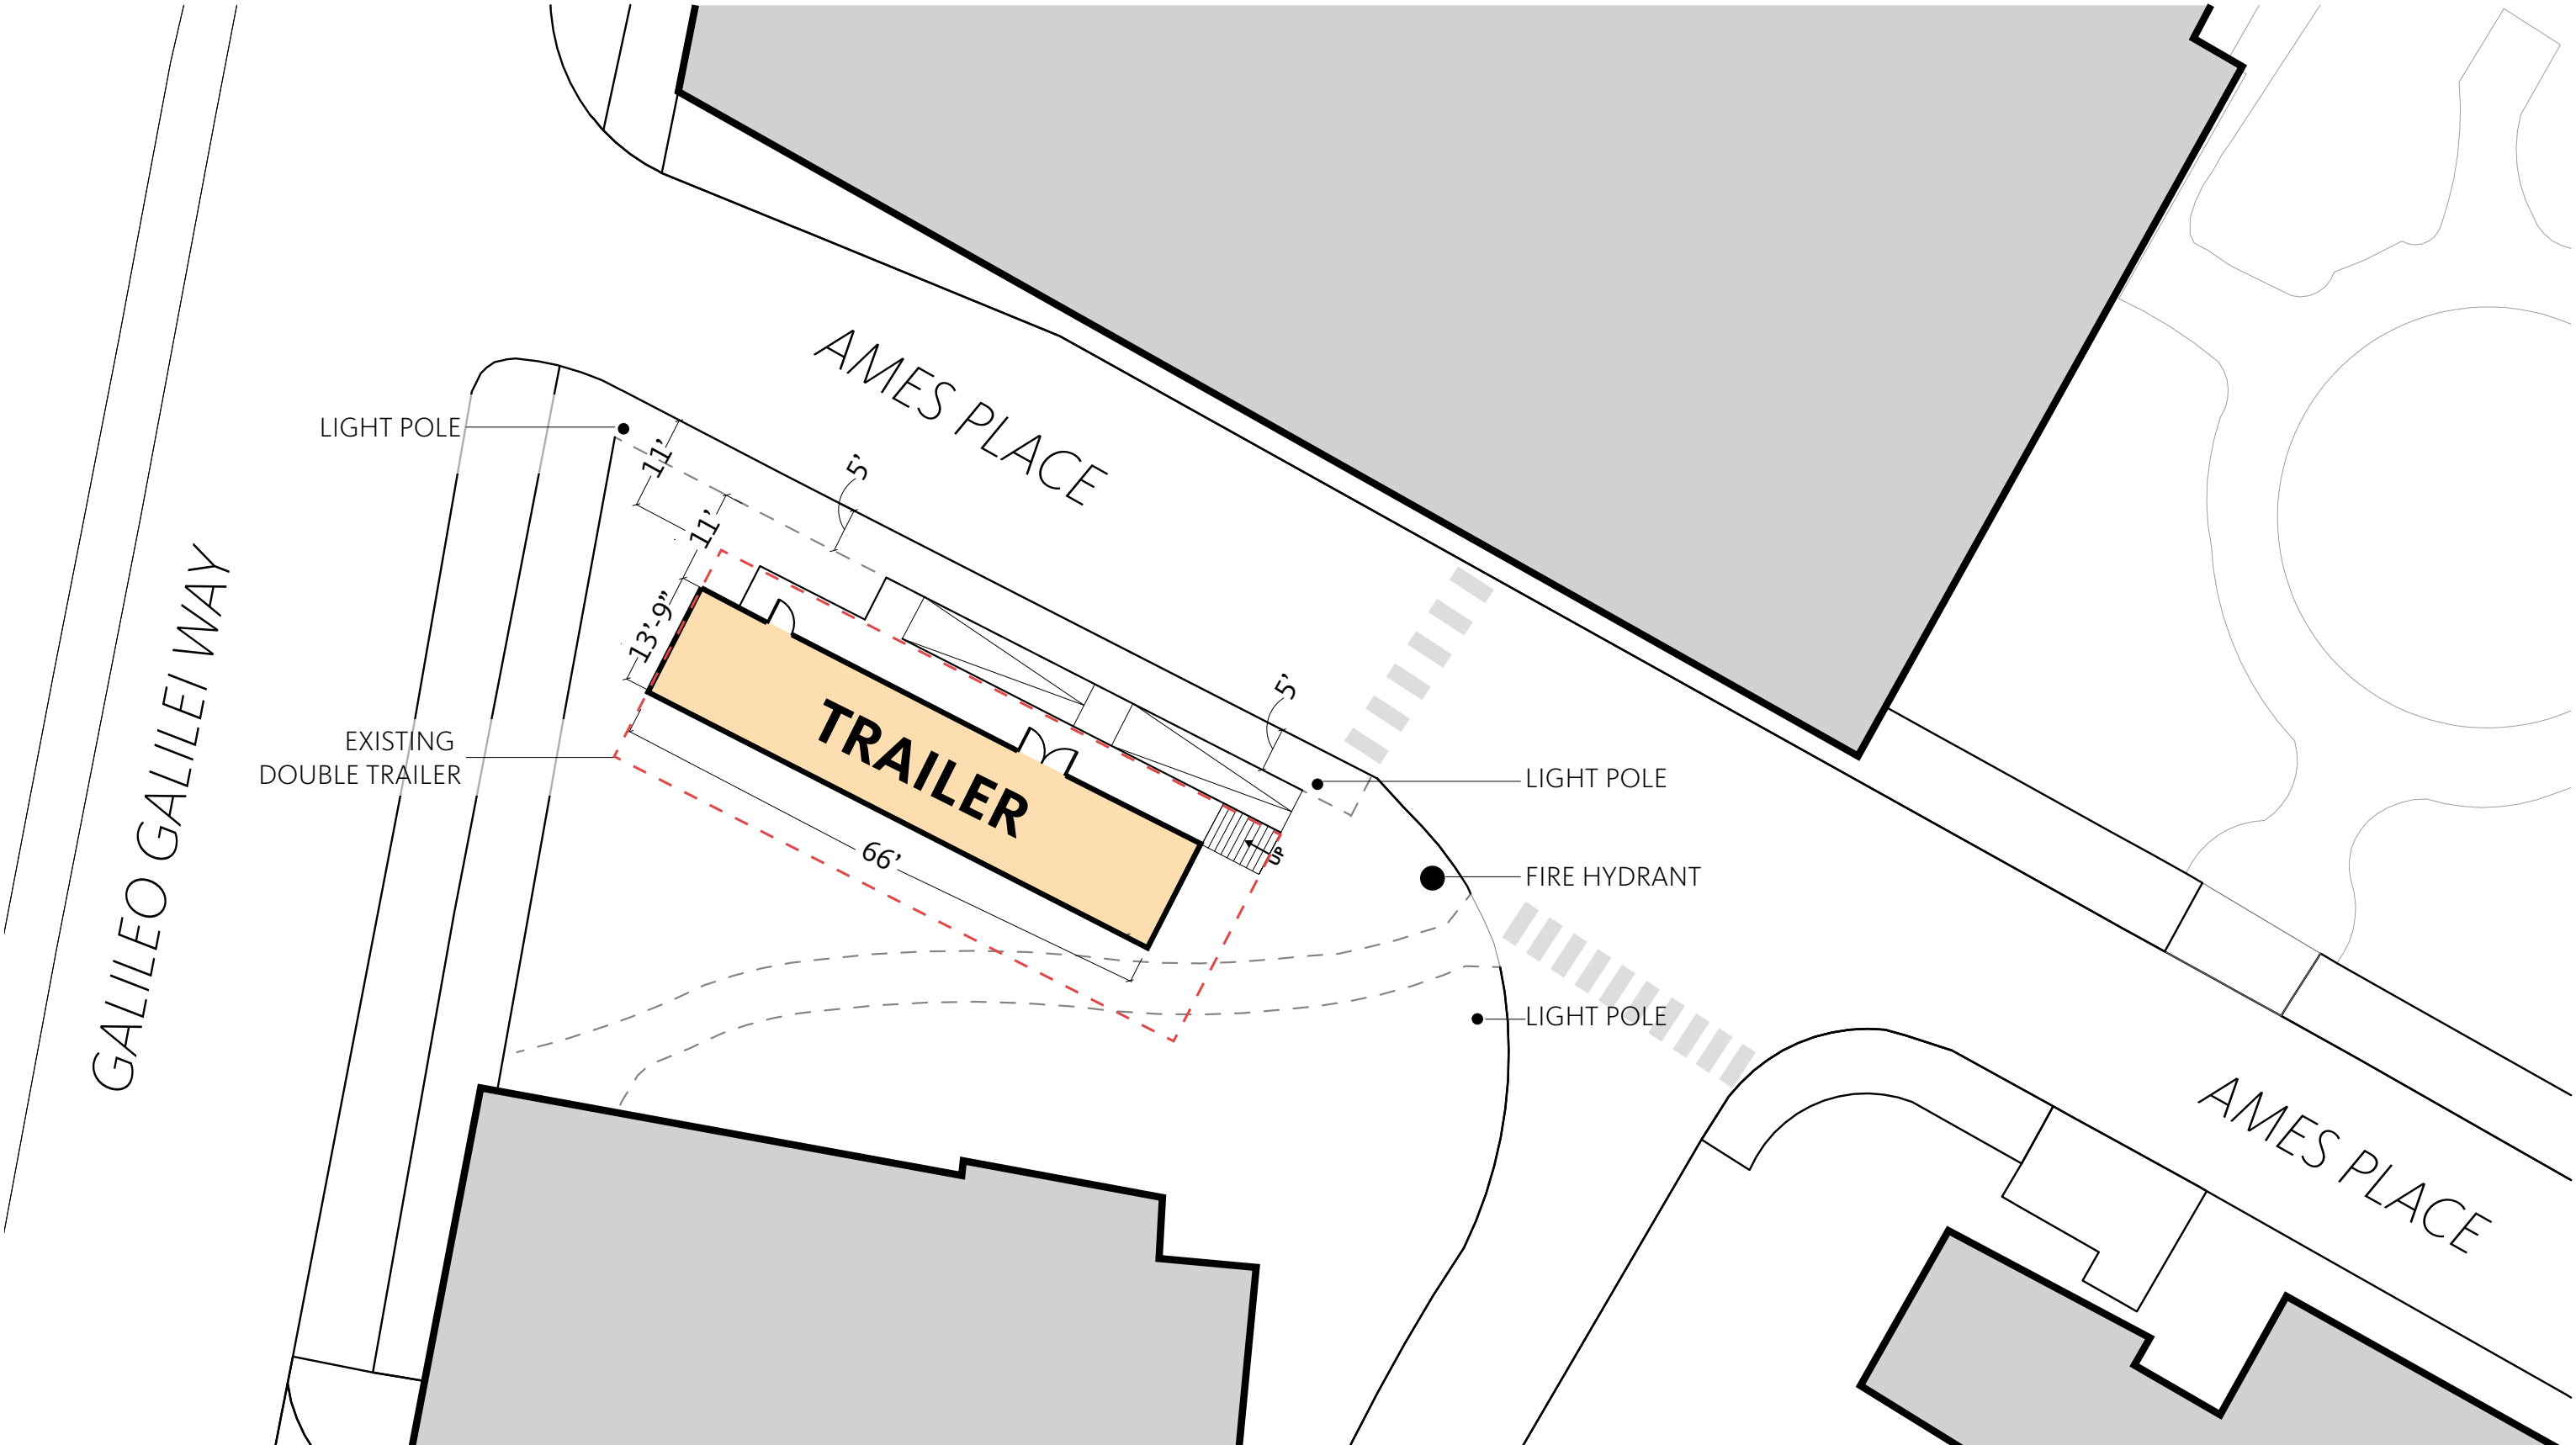 AMES PLACE
LIGHT POLE
11’
5’
11’
13’-9”
GALILEO GALILEI WAY
5’
TRAILER
EXISTING
DOUBLE TRAILER
LIGHT POLE
66’
UP
FIRE HYDRANT
LIGHT POLE
AMES PLACE